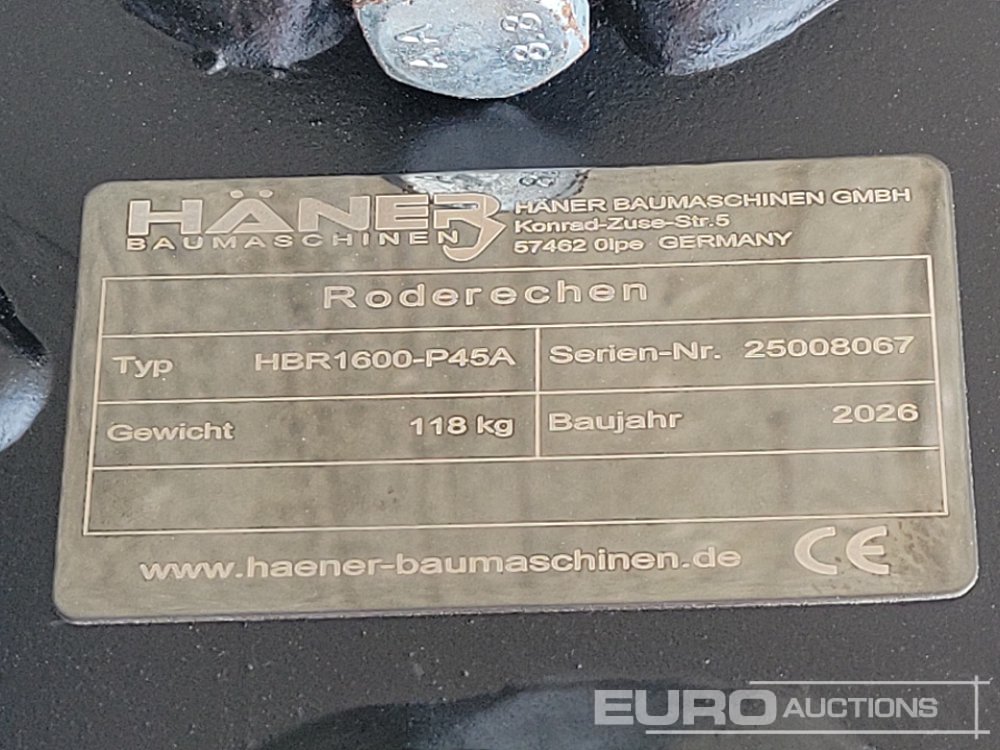 AA 8.8
HÄNER
BAUMASCHINEN
HÄNER BAUMASCHINEN GMBH
Konrad-Zuse-Str.5
57462 Olpe GERMANY
Roderechen
Typ HBR1600-P45A
Serien-Nr. 25008067
Gewicht 118 kg
Baujahr 2026
www.haener-baumaschinen.de CE
EURO AUCTIONS